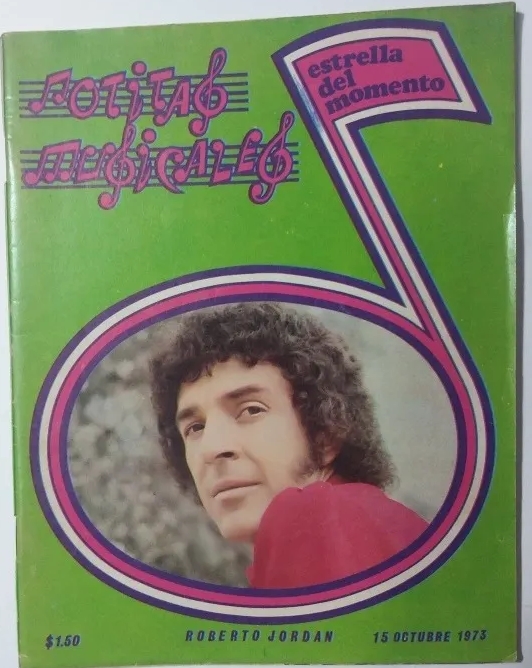 NOTITAS
MUSICALES
estrella
del
momento
$1.50
ROBERTO JORDAN
15 OCTUBRE 1973